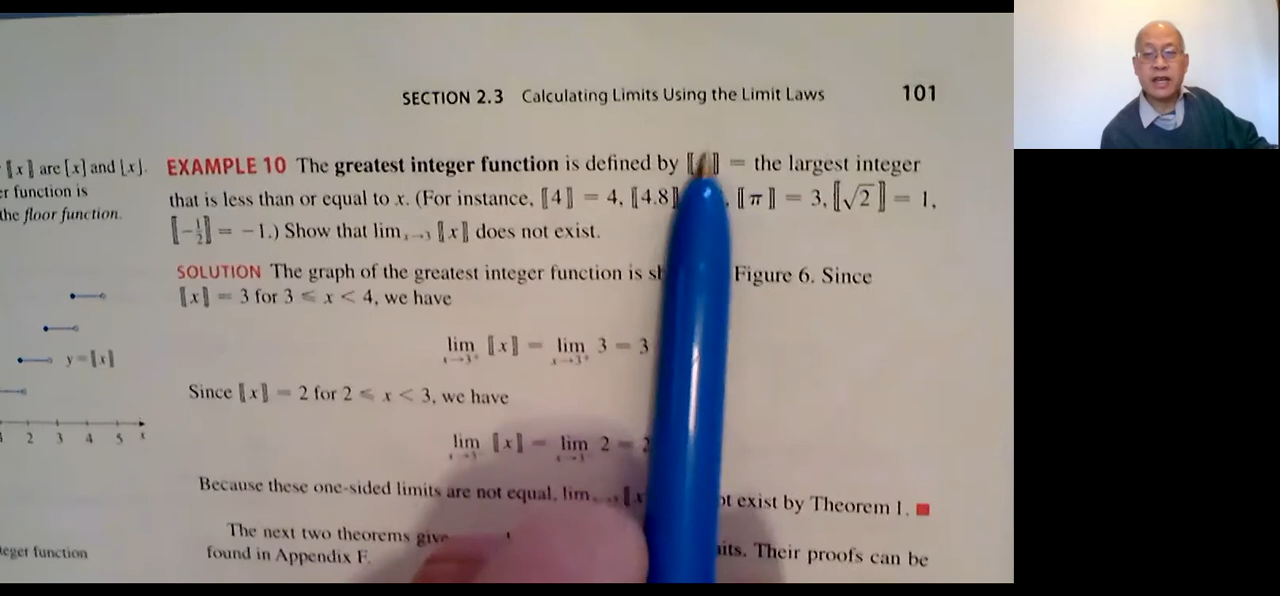 SECTION 2.3 Calculating Limits Using the Limit Laws 101
⟦x⟧ are [x] and ⌊x⌋.
function is
the floor function.
EXAMPLE 10 The greatest integer function is defined by ⟦ ⟧ = the largest integer
that is less than or equal to x. (For instance, ⟦4⟧ = 4, ⟦4.8⟧ , ⟦π⟧ = 3, ⟦√2⟧ = 1,
⟦−1/2⟧ = −1.) Show that lim x→3 ⟦x⟧ does not exist.
SOLUTION The graph of the greatest integer function is Figure 6. Since
⟦x⟧ = 3 for 3 ≤ x < 4, we have
lim x→3⁺ ⟦x⟧ = lim x→3⁺ 3 = 3
y=⟦x⟧
Since ⟦x⟧ = 2 for 2 ≤ x < 3, we have
2 3 4 5 x
lim ⟦x⟧ = lim 2 = 2
Because these one-sided limits are not equal, lim exist by Theorem 1.
The next two theorems give
function
found in Appendix F. Their proofs can be